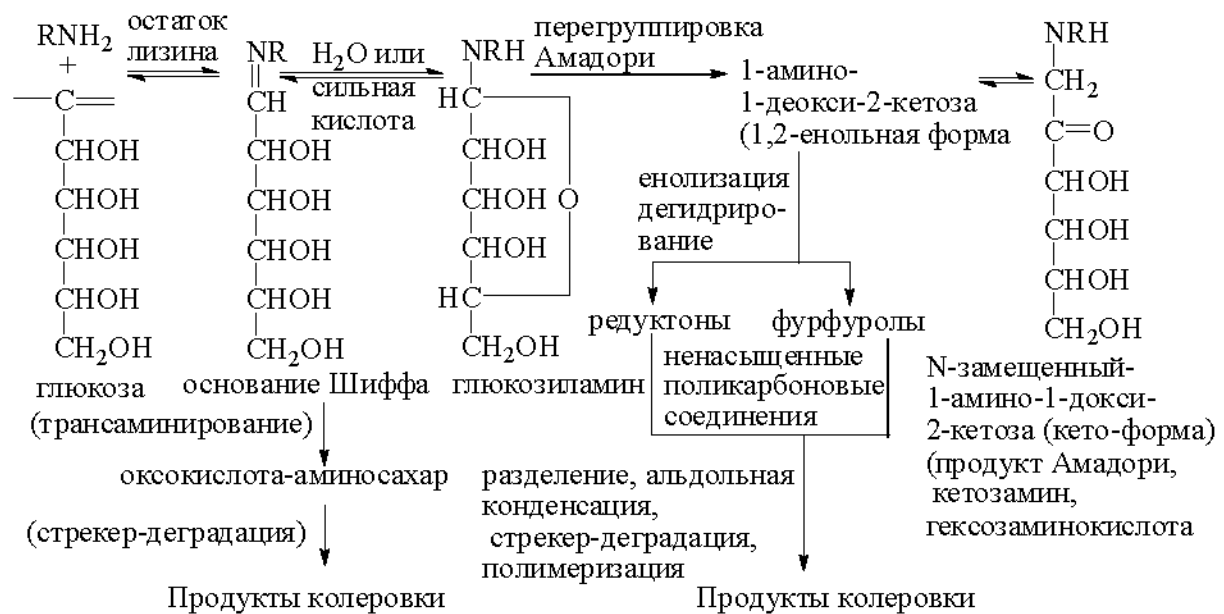 RNH₂
+
C
CHOH
CHOH
CHOH
CHOH
CH₂OH
глюкоза
(трансаминирование)
остаток
лизина
NR
CH
CHOH
CHOH
CHOH
CHOH
CH₂OH
основание Шиффа
оксокислота-аминосахар
(стрекер-деградация)
Продукты колеровки
H₂O или
сильная
кислота
NRH
HC
CHOH
CHOH O
CHOH
HC
CH₂OH
глюкозиламин
перегруппировка
Амадори
1-амино-
1-деокси-2-кетоза
(1,2-енольная форма
енолизация
дегидриро-
вание
редуктоны
фурфуролы
ненасыщенные
поликарбоновые
соединения
разделение, альдольная
конденсация,
стрекер-деградация,
полимеризация
Продукты колеровки
NRH
CH₂
C=O
CHOH
CHOH
CHOH
CH₂OH
N-замещенный-
1-амино-1-докси-
2-кетоза (кето-форма)
(продукт Амадори,
кетозамин,
гексозаминокислота